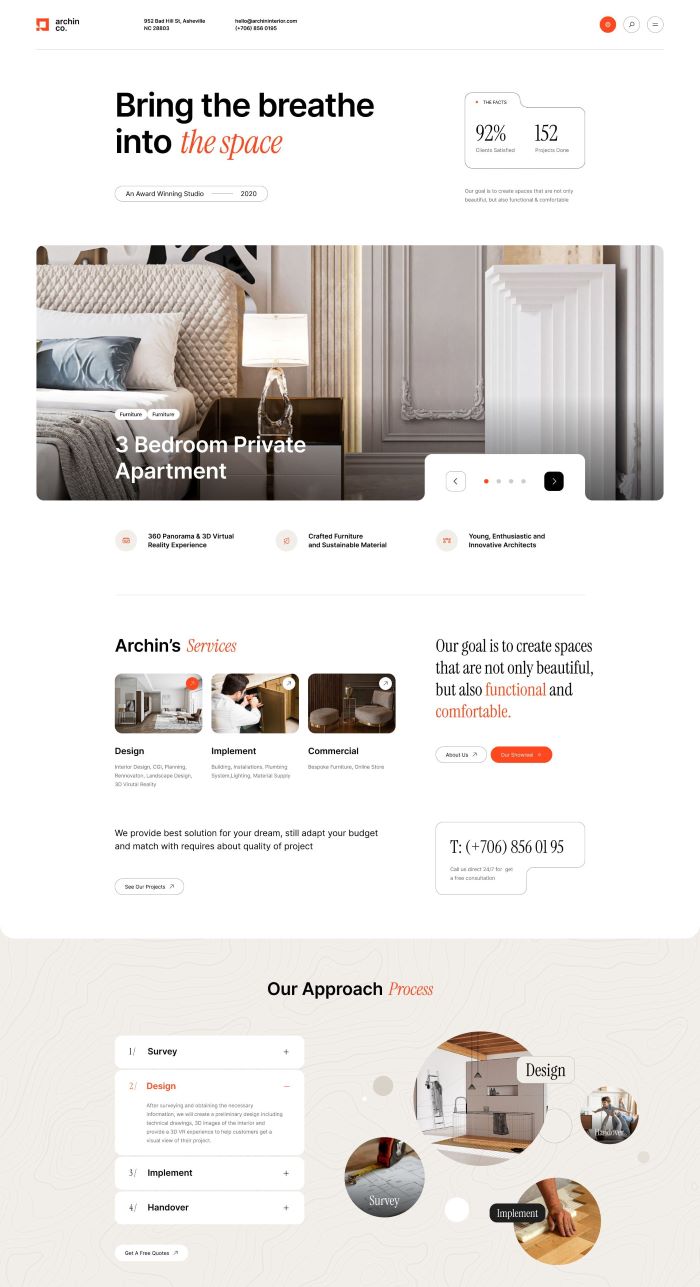 archin
co.
952 Bad Hill St, Asheville
NC 28803
hello@archininterior.com
(+706) 856 0195
Bring the breathe
into the space
An Award Winning Studio
2020
THE FACTS
92%
152
Clients Satisfied
Projects Done
Our goal is to create spaces that are not only
beautiful, but also functional & comfortable
Furniture
Furniture
3 Bedroom Private
Apartment
360 Panorama & 3D Virtual
Reality Experience
Crafted Furniture
and Sustainable Material
Young, Enthusiastic and
Innovative Architects
Archin's Services
Design
Interior Design, CGI, Planning,
Rennovaton, Landscape Design,
3D Virutal Reality
Implement
Building, Installations, Plumbing
System,Lighting, Material Supply
Commercial
Bespoke Furniture, Online Store
Our goal is to create spaces
that are not only beautiful,
but also functional and
comfortable.
About Us
Our Showreel
We provide best solution for your dream, still adapt your budget
and match with requires about quality of project
See Our Projects
T: (+706) 856 01 95
Call us direct 24/7 for get
a free consultation
Our Approach Process
1/ Survey
2/ Design
After surveying and obtaining the necessary
information, we will create a preliminary design including
technical drawings, 3D images of the interior and
provide a 3D VR experience to help customers get a
visual view of their project.
3/ Implement
4/ Handover
Get A Free Quotes
Design
Handover
Survey
Implement